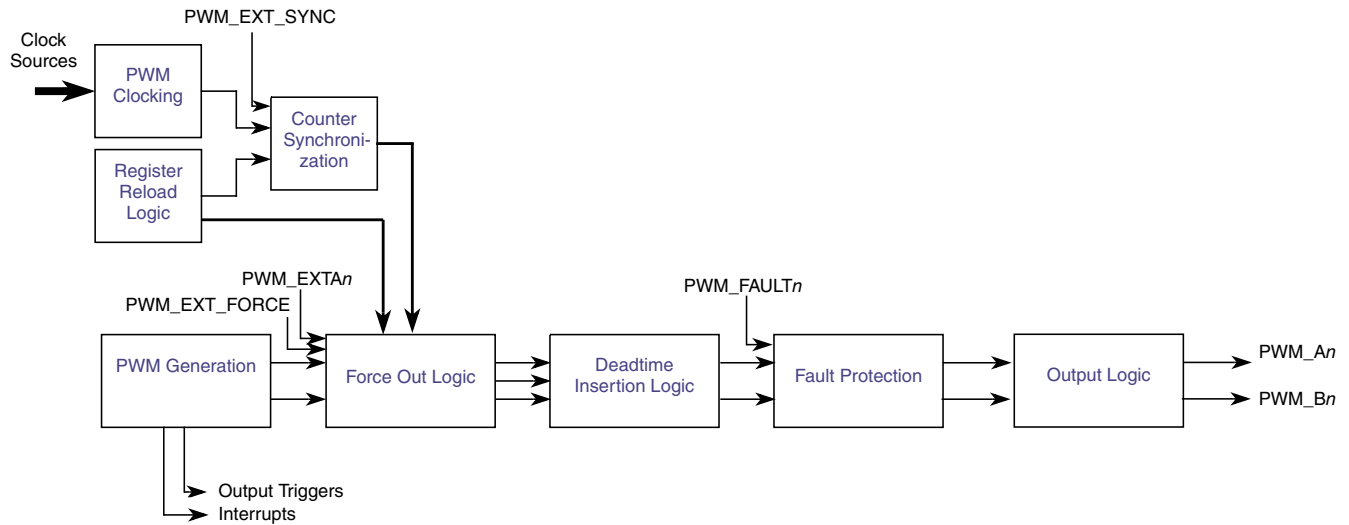 PWM_EXT_SYNC
Clock
Sources
PWM
Clocking
Counter
Synchroni-
zation
Register
Reload
Logic
PWM_EXTAn
PWM_EXT_FORCE
PWM_FAULTn
PWM Generation
Force Out Logic
Deadtime
Insertion Logic
Fault Protection
Output Logic
PWM_An
PWM_Bn
Output Triggers
Interrupts